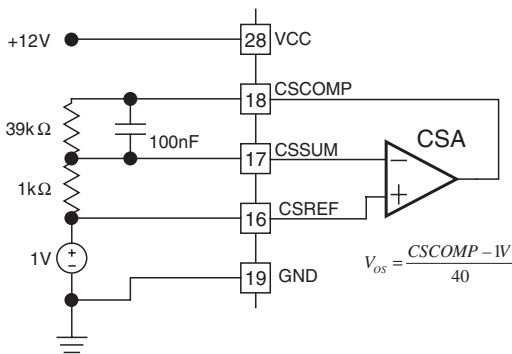 +12V
28 VCC
18 CSCOMP
39kΩ
100nF
CSA
17 CSSUM
−
1kΩ
+
16 CSREF
1V
+
−
19 GND
V_OS = (CSCOMP − 1V) / 40